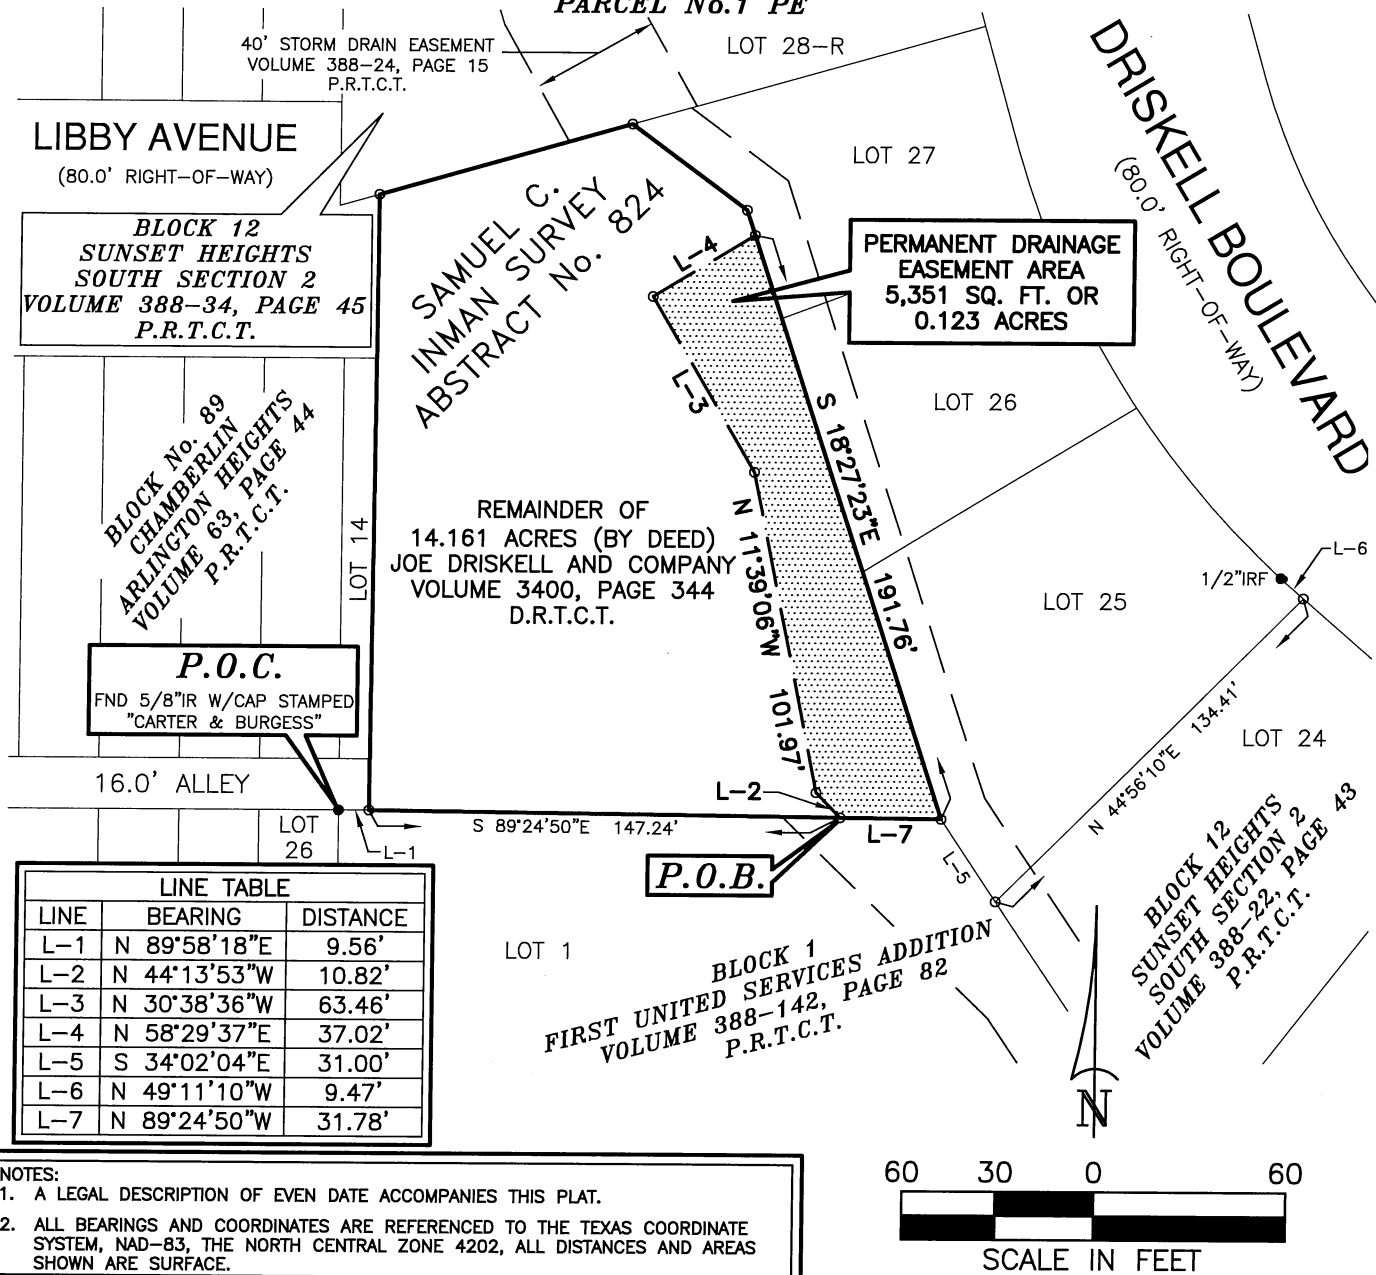 PARCEL No.1 PE
40' STORM DRAIN EASEMENT
VOLUME 388-24, PAGE 15
P.R.T.C.T.
LOT 28-R
DRISKELL BOULEVARD
(80.0' RIGHT-OF-WAY)
LIBBY AVENUE
(80.0' RIGHT-OF-WAY)
LOT 27
SAMUEL C.
INMAN SURVEY
ABSTRACT No. 824
BLOCK 12
SUNSET HEIGHTS
SOUTH SECTION 2
VOLUME 388-34, PAGE 45
P.R.T.C.T.
L-4
PERMANENT DRAINAGE
EASEMENT AREA
5,351 SQ. FT. OR
0.123 ACRES
L-3
LOT 26
S 18°27'23"E 191.76'
BLOCK No. 89
CHAMBERLIN
ARLINGTON HEIGHTS
VOLUME 63, PAGE 44
P.R.T.C.T.
LOT 14
REMAINDER OF
14.161 ACRES (BY DEED)
JOE DRISKELL AND COMPANY
VOLUME 3400, PAGE 344
D.R.T.C.T.
N 11°39'06"W 101.97'
L-6
1/2"IRF
LOT 25
P.O.C.
FND 5/8"IR W/CAP STAMPED
"CARTER & BURGESS"
N 44°56'10"E 134.41'
LOT 24
16.0' ALLEY
L-2
LOT
26
L-1
S 89°24'50"E 147.24'
L-7
L-5
P.O.B.
BLOCK 12
SUNSET HEIGHTS
SOUTH SECTION 2
VOLUME 388-22, PAGE 43
P.R.T.C.T.
LINE TABLE
LINE BEARING DISTANCE
L-1 N 89°58'18"E 9.56'
L-2 N 44°13'53"W 10.82'
L-3 N 30°38'36"W 63.46'
L-4 N 58°29'37"E 37.02'
L-5 S 34°02'04"E 31.00'
L-6 N 49°11'10"W 9.47'
L-7 N 89°24'50"W 31.78'
LOT 1
BLOCK 1
FIRST UNITED SERVICES ADDITION
VOLUME 388-142, PAGE 82
P.R.T.C.T.
N
NOTES:
1. A LEGAL DESCRIPTION OF EVEN DATE ACCOMPANIES THIS PLAT.
2. ALL BEARINGS AND COORDINATES ARE REFERENCED TO THE TEXAS COORDINATE
SYSTEM, NAD-83, THE NORTH CENTRAL ZONE 4202, ALL DISTANCES AND AREAS
SHOWN ARE SURFACE.
60 30 0 60
SCALE IN FEET